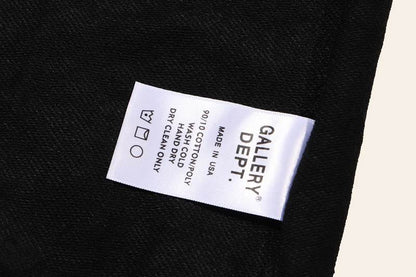 GALLERY
DEPT.®
MADE IN USA
90/10 COTTON/POLY
WASH COLD
HAND DRY
DRY CLEAN ONLY